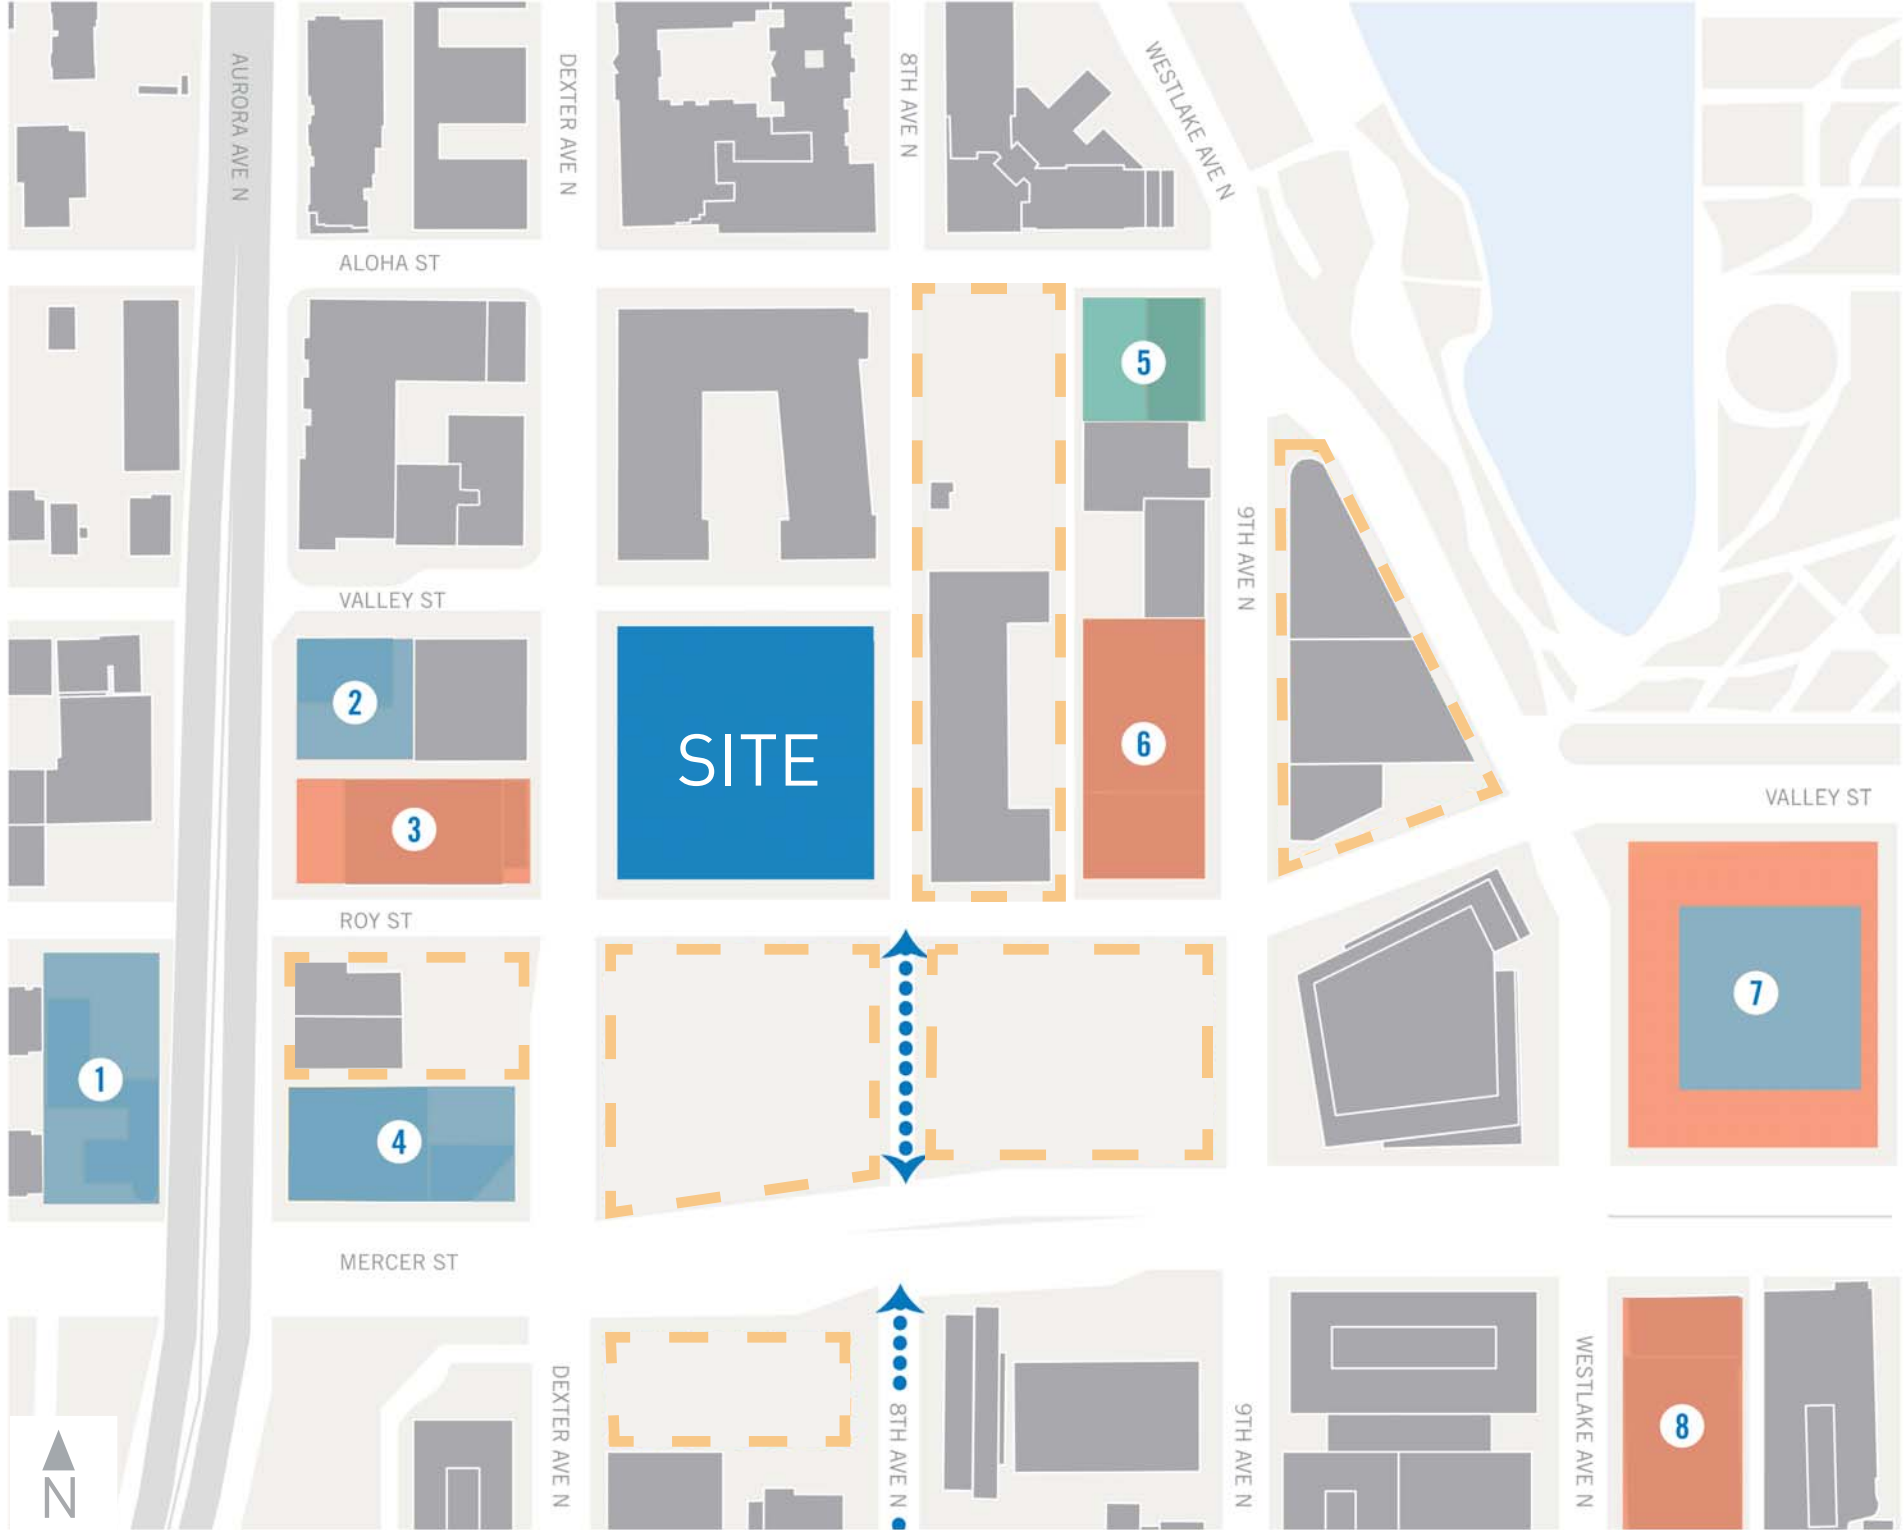 AURORA AVE N
DEXTER AVE N
8TH AVE N
WESTLAKE AVE N
ALOHA ST
5
9TH AVE N
VALLEY ST
2
SITE
6
3
VALLEY ST
ROY ST
7
1
4
MERCER ST
DEXTER AVE N
8TH AVE N
9TH AVE N
WESTLAKE AVE N
8
N